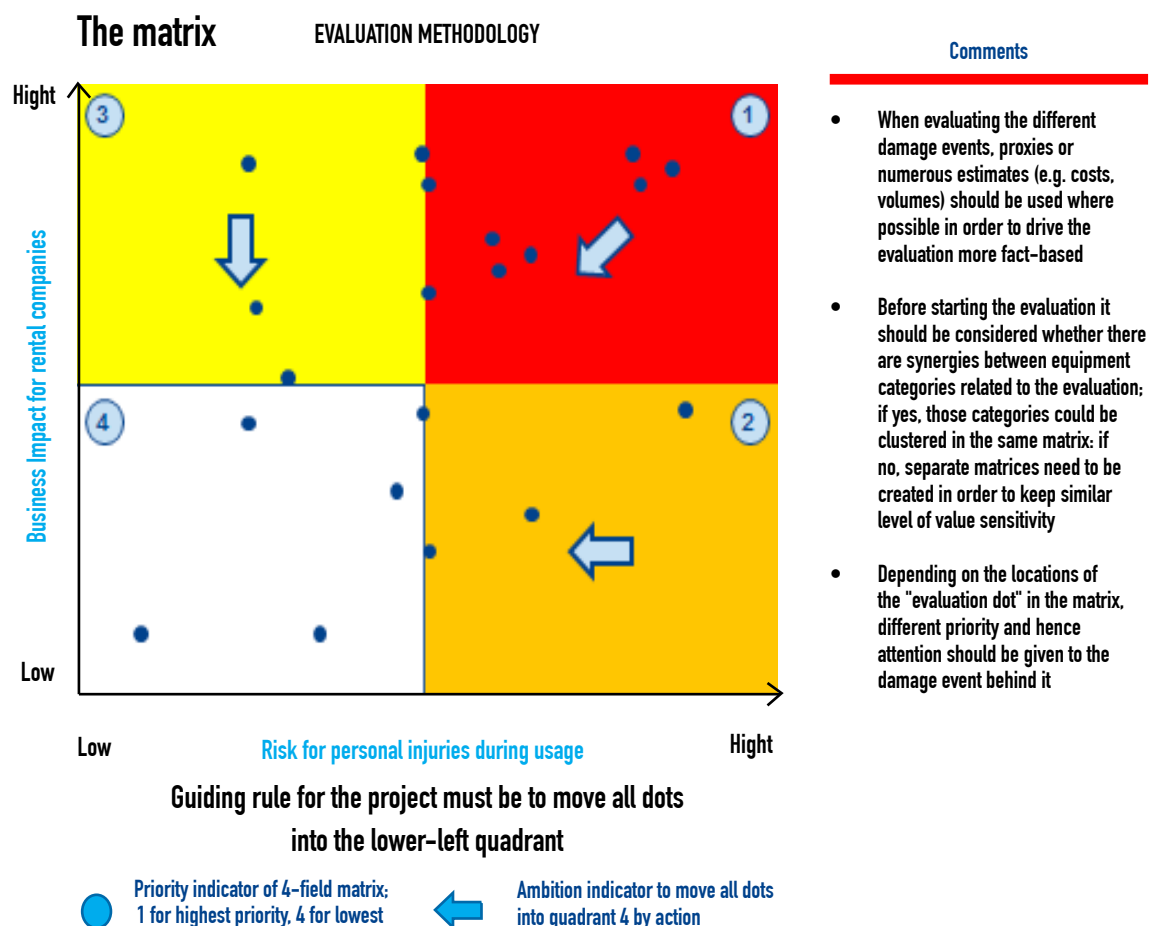 The matrix
EVALUATION METHODOLOGY
Hight
3
1
4
2
Business Impact for rental companies
Low
Low
Risk for personal injuries during usage
Hight
Guiding rule for the project must be to move all dots
into the lower-left quadrant
Priority indicator of 4-field matrix;
1 for highest priority, 4 for lowest
Ambition indicator to move all dots
into quadrant 4 by action
Comments
• When evaluating the different
damage events, proxies or
numerous estimates (e.g. costs,
volumes) should be used where
possible in order to drive the
evaluation more fact-based
• Before starting the evaluation it
should be considered whether there
are synergies between equipment
categories related to the evaluation;
if yes, those categories could be
clustered in the same matrix: if
no, separate matrices need to be
created in order to keep similar
level of value sensitivity
• Depending on the locations of
the "evaluation dot" in the matrix,
different priority and hence
attention should be given to the
damage event behind it